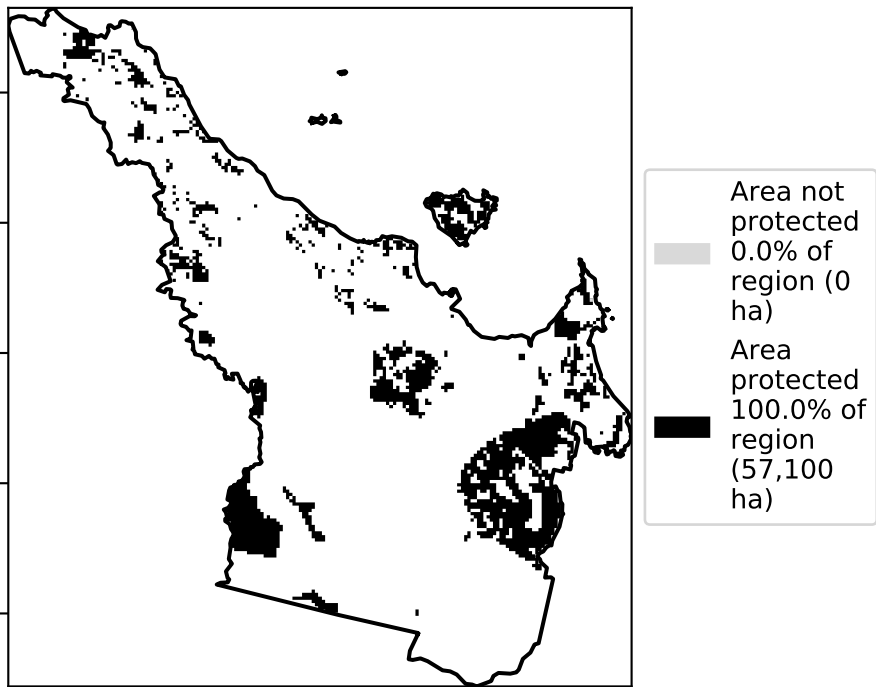 Area not
protected
0.0% of
region (0
ha)
Area
protected
100.0% of
region
(57,100
ha)